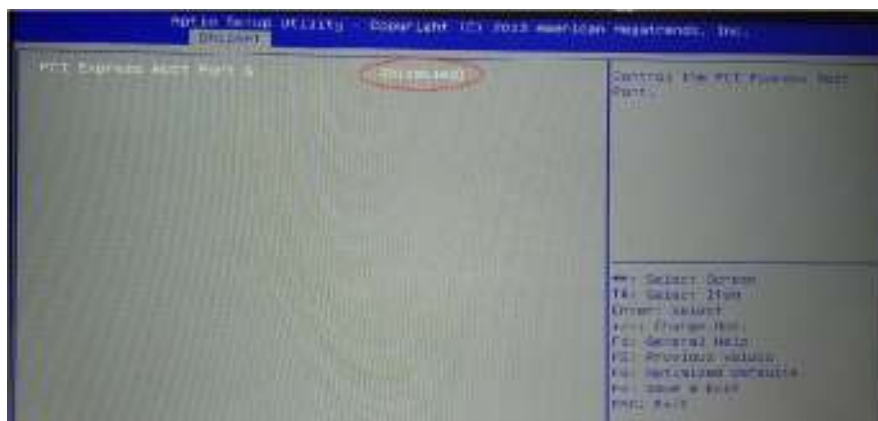 Aptio Setup Utility - Copyright (C) 2013 American Megatrends, Inc.
Chipset
PCI Express Root Port
[Disabled]
Control the PCI Express Root
Port.
Select Screen
Select Item
Enter: Select
+/-: Change Opt.
F1: General Help
F2: Previous Values
F3: Optimized Defaults
F4: Save & Exit
ESC: Exit